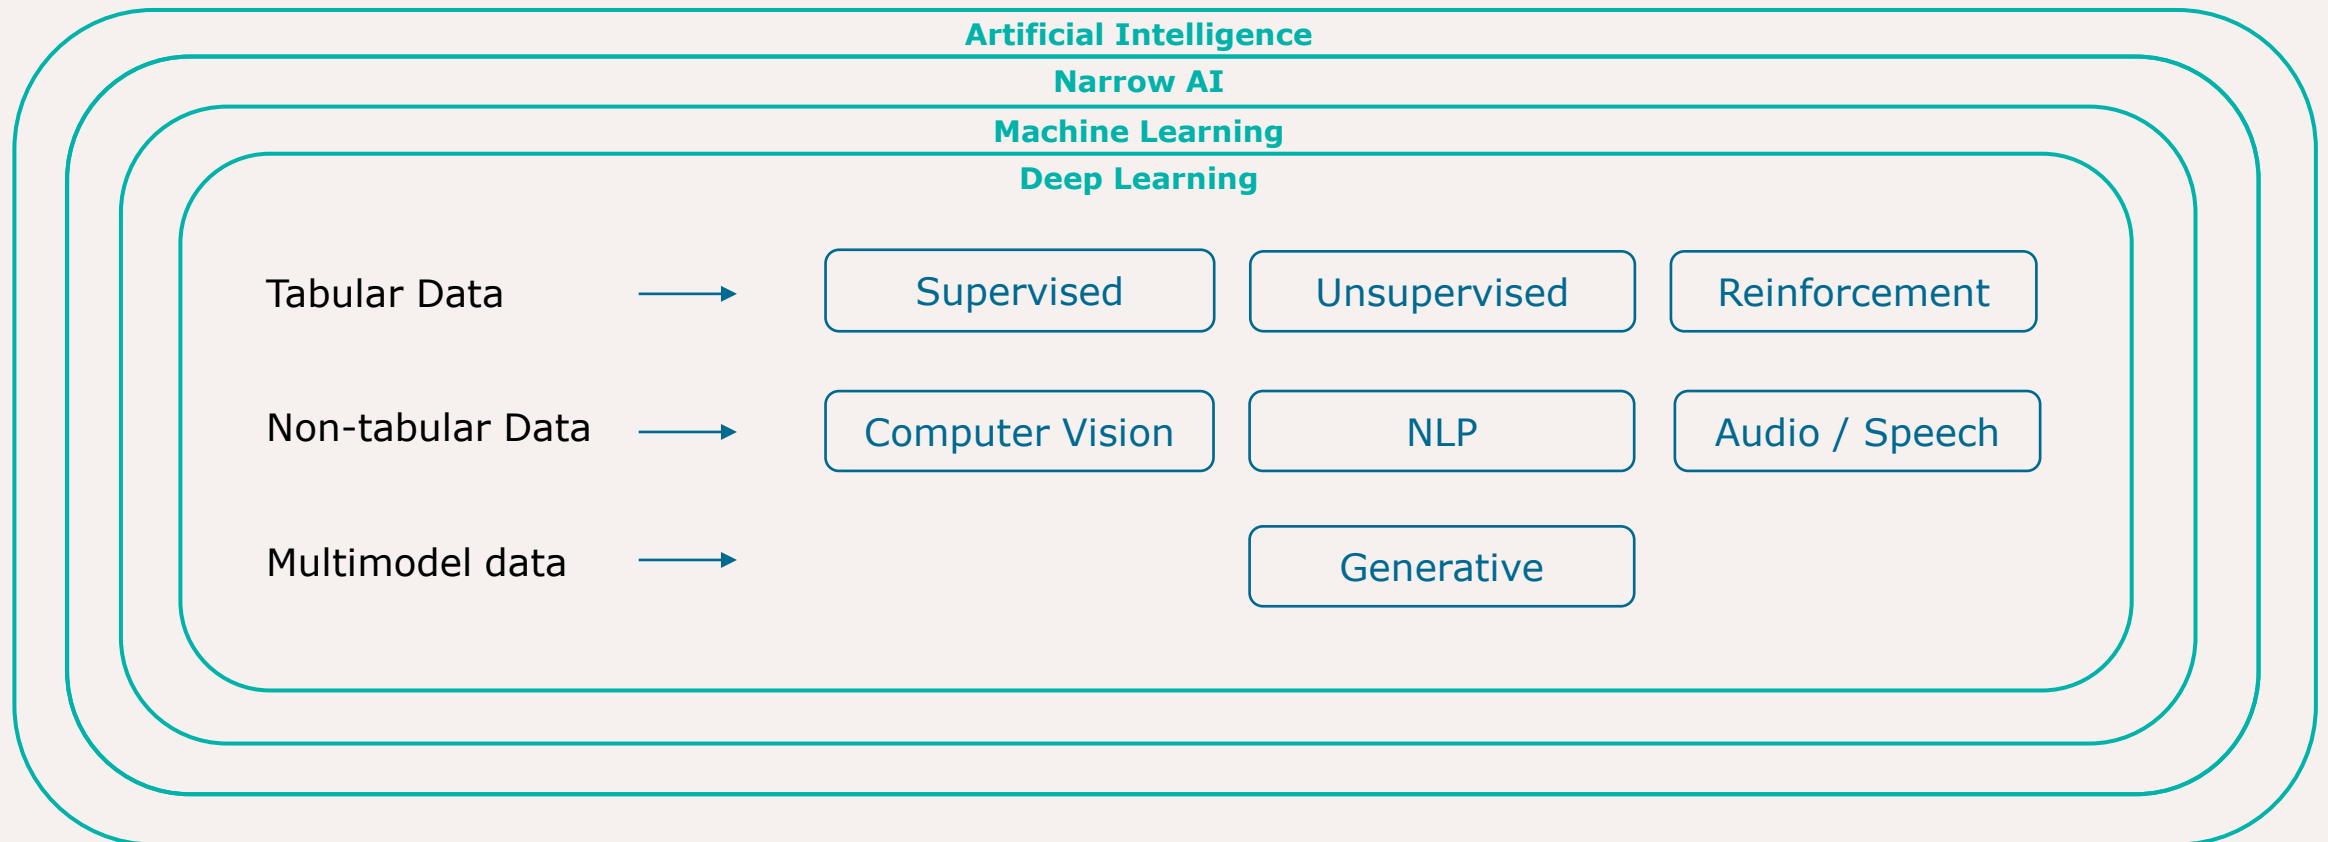 Artificial Intelligence
Narrow AI
Machine Learning
Deep Learning
Tabular Data
Supervised
Unsupervised
Reinforcement
Non-tabular Data
Computer Vision
NLP
Audio / Speech
Multimodel data
Generative